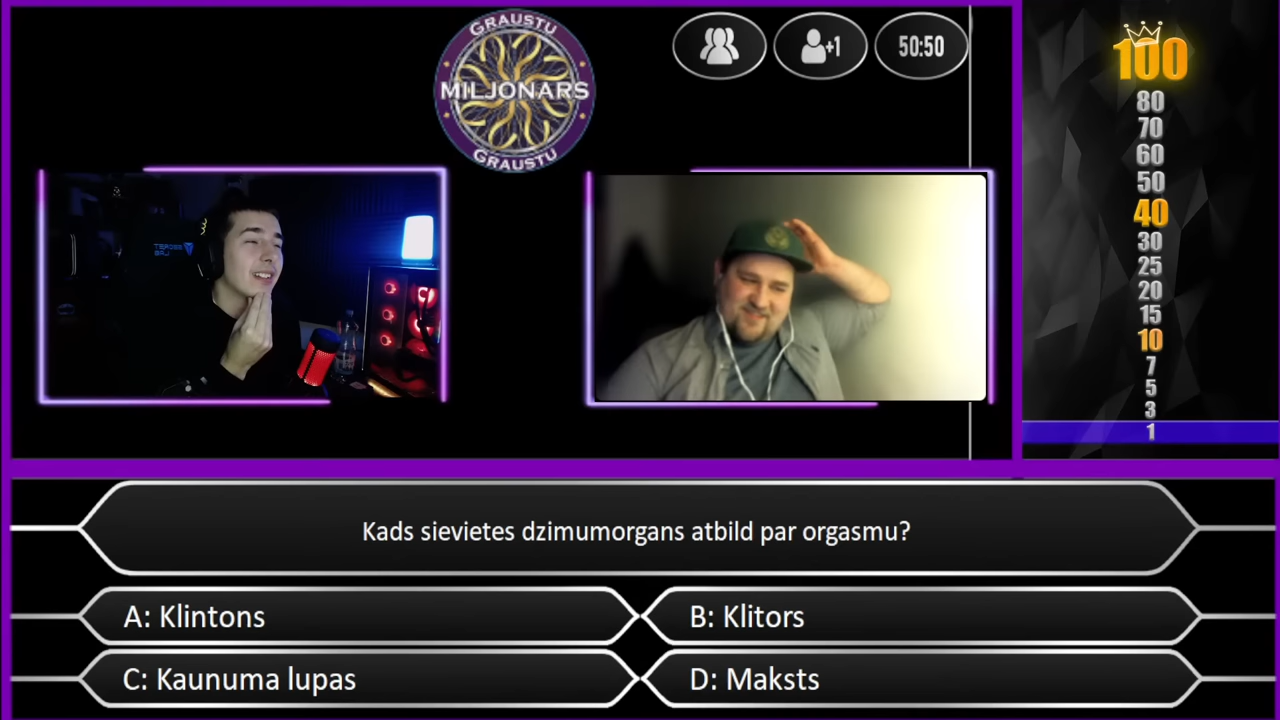 GRAUSTU
MILJONARS
GRAUSTU
+1
50:50
100
80
70
60
50
40
30
25
20
15
10
7
5
3
1
Kads sievietes dzimumorgans atbild par orgasmu?
A: Klintons
B: Klitors
C: Kaunuma lupas
D: Maksts